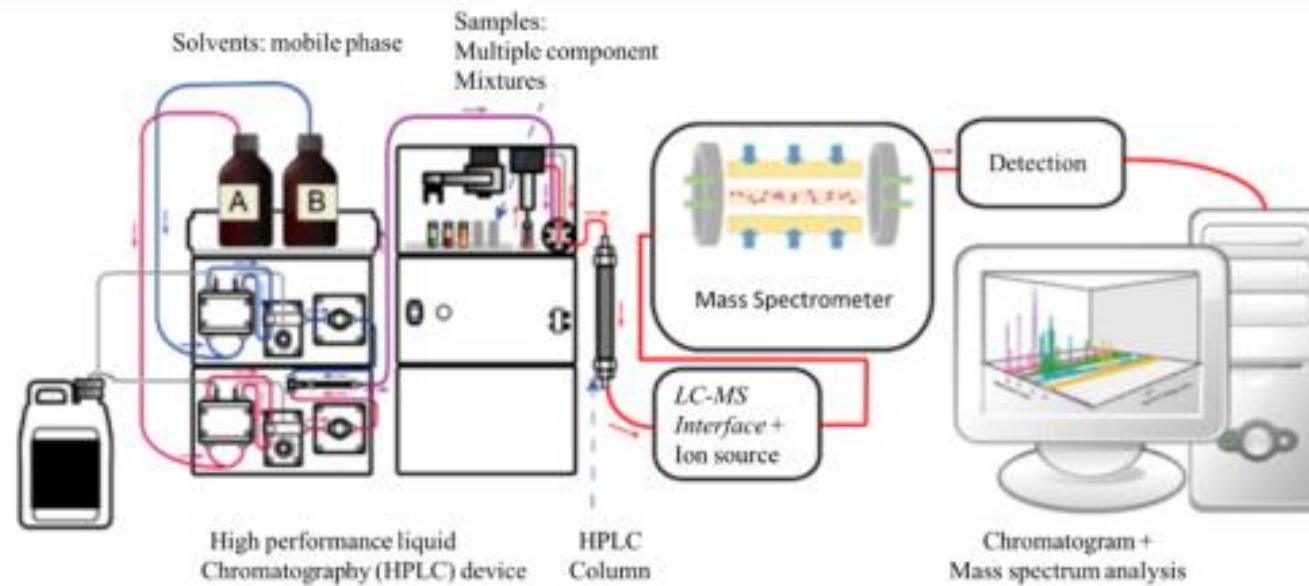 Solvents: mobile phase
Samples:
Multiple component
Mixtures
A
B
Mass Spectrometer
Detection
LC-MS
Interface +
Ion source
High performance liquid
Chromatography (HPLC) device
HPLC
Column
Chromatogram +
Mass spectrum analysis